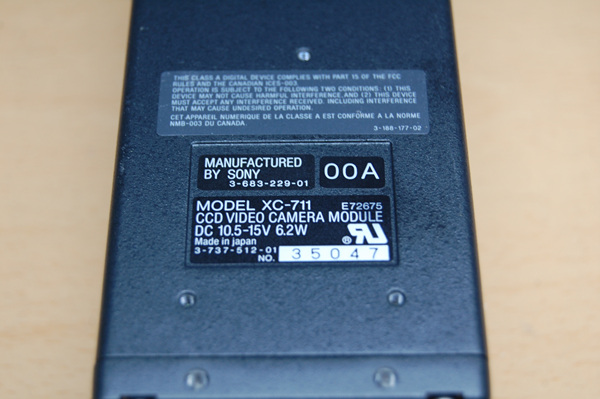 THIS CLASS A DIGITAL DEVICE COMPLIES WITH PART 15 OF THE FCC
RULES AND THE CANADIAN ICES-003.
OPERATION IS SUBJECT TO THE FOLLOWING TWO CONDITIONS: (1) THIS
DEVICE MAY NOT CAUSE HARMFUL INTERFERENCE, AND (2) THIS DEVICE
MUST ACCEPT ANY INTERFERENCE RECEIVED, INCLUDING INTERFERENCE
THAT MAY CAUSE UNDESIRED OPERATION.
CET APPAREIL NUMERIQUE DE LA CLASSE A EST CONFORME A LA NORME
NMB-003 DU CANADA.
3-186-177-02
MANUFACTURED
BY SONY
3-683-229-01
00A
MODEL XC-711 E72675
CCD VIDEO CAMERA MODULE
DC 10.5-15V 6.2W
Made in japan
3-737-512-01
NO. 35047